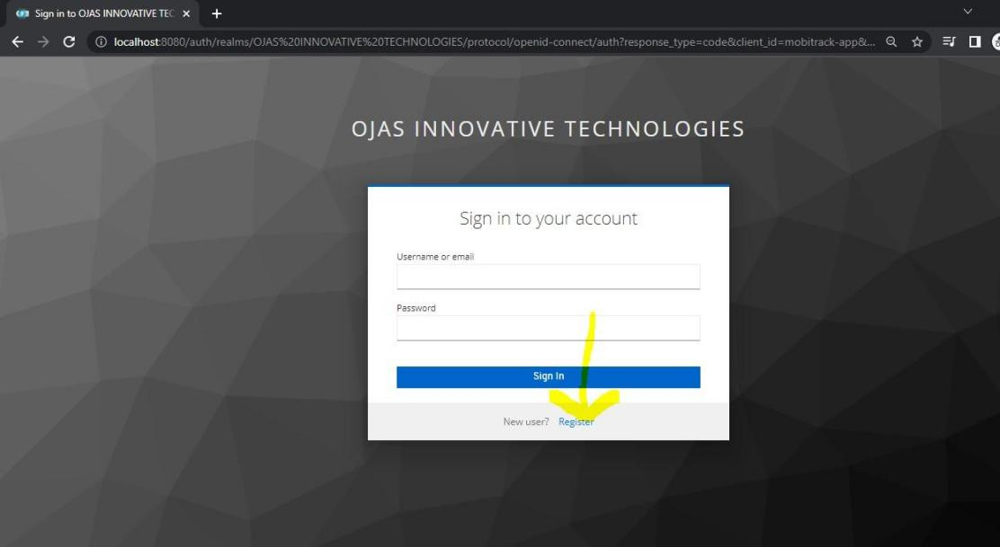 Sign in to OJAS INNOVATIVE TEC
localhost:8080/auth/realms/OJAS%20INNOVATIVE%20TECHNOLOGIES/protocol/openid-connect/auth?response_type=code&client_id=mobitrack-app&...
OJAS INNOVATIVE TECHNOLOGIES
Sign in to your account
Username or email
Password
Sign In
New user? Register